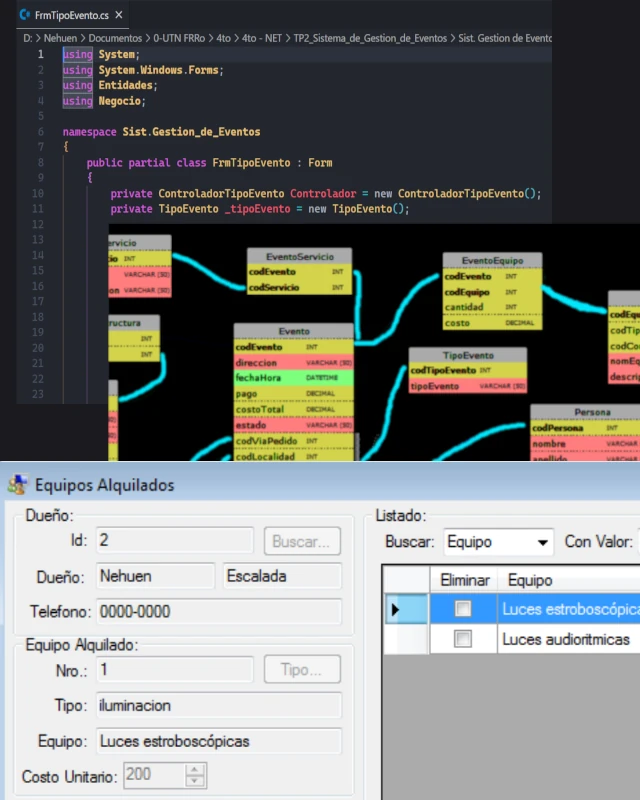 FrmTipoEvento.cs
D: > Nehuen > Documentos > 0-UTN FRRo > 4to > 4to - NET > TP2_Sistema_de_Gestion_de_Eventos > Sist. Gestion de Evento
1 using System;
2 using System.Windows.Forms;
3 using Entidades;
4 using Negocio;
5
6 namespace Sist.Gestion_de_Eventos
7 {
8 public partial class FrmTipoEvento : Form
9 {
10 private ControladorTipoEvento Controlador = new ControladorTipoEvento();
11 private TipoEvento _tipoEvento = new TipoEvento();
12
13
14
15
16
17
18
19
20
21
22
23
ervicio
io INT
VARCHAR (50)
on VARCHAR (50)
ructura
INT
INT
EventoServicio
codEvento INT
codServicio INT
Evento
codEvento INT
direccion VARCHAR (50)
fechaHora DATETIME
pago DECIMAL
costoTotal DECIMAL
estado VARCHAR (50)
codViaPedido INT
codLocalidad INT
EventoEquipo
codEvento INT
codEquipo INT
cantidad INT
costo DECIMAL
TipoEvento
codTipoEvento INT
tipoEvento VARCHAR (50)
codEqu
codTip
codCo
nomEq
descri
Persona
codPersona INT
nombre VARCHAR
apellido VARCHAR
Equipos Alquilados
Dueño:
Id: 2 Buscar...
Dueño: Nehuen Escalada
Telefono: 0000-0000
Equipo Alquilado:
Nro.: 1 Tipo...
Tipo: iluminacion
Equipo: Luces estroboscópicas
Costo Unitario: 200
Listado:
Buscar: Equipo Con Valor:
Eliminar Equipo
Luces estroboscópica
Luces audioritmicas